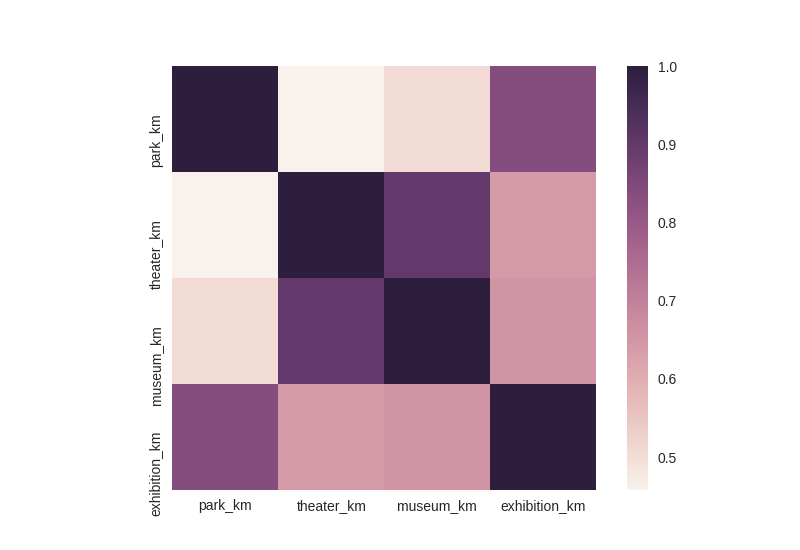 park_km
theater_km
museum_km
exhibition_km
park_km theater_km museum_km exhibition_km
1.0
0.9
0.8
0.7
0.6
0.5